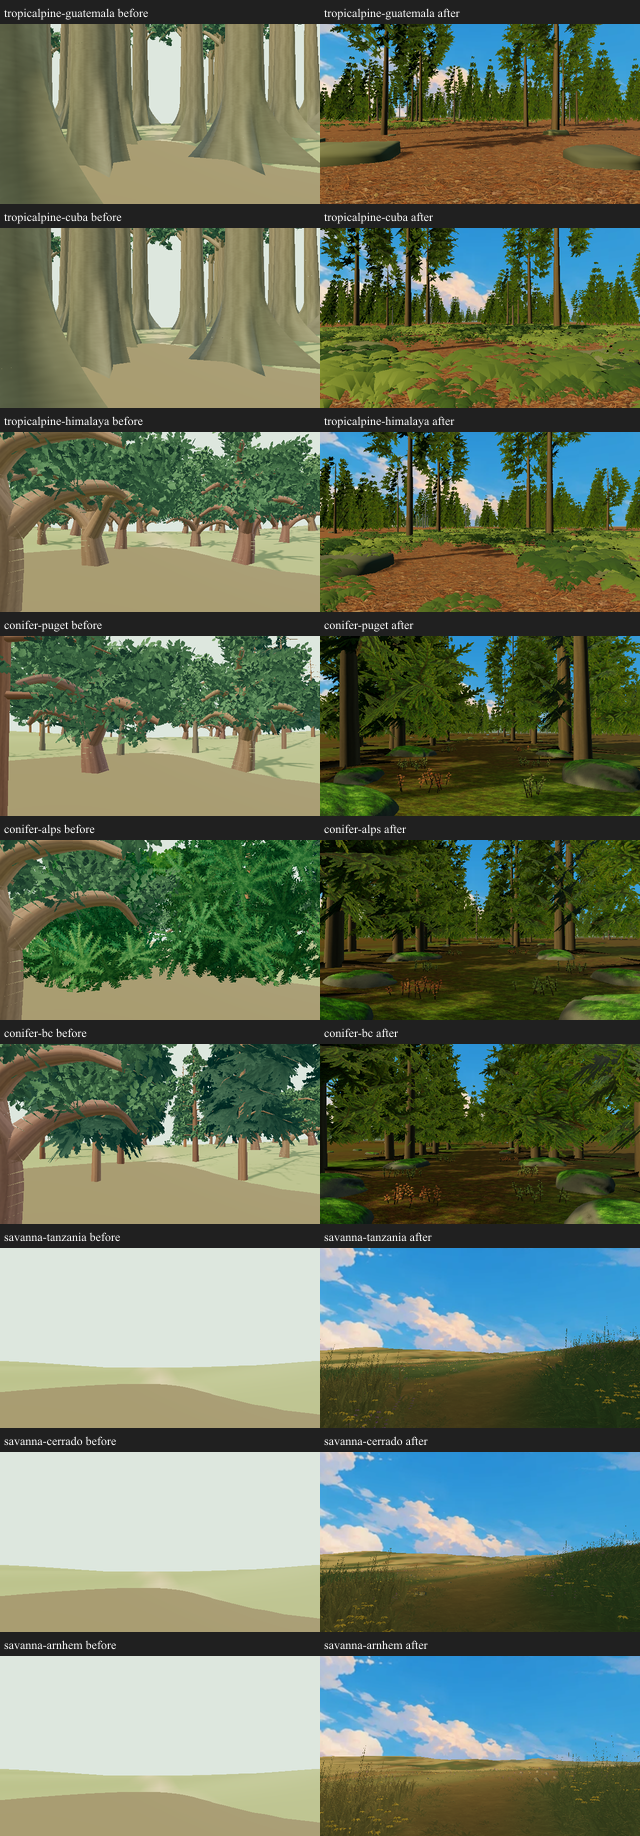 tropicalpine-guatemala before
tropicalpine-guatemala after
tropicalpine-cuba before
tropicalpine-cuba after
tropicalpine-himalaya before
tropicalpine-himalaya after
conifer-puget before
conifer-puget after
conifer-alps before
conifer-alps after
conifer-bc before
conifer-bc after
savanna-tanzania before
savanna-tanzania after
savanna-cerrado before
savanna-cerrado after
savanna-arnhem before
savanna-arnhem after